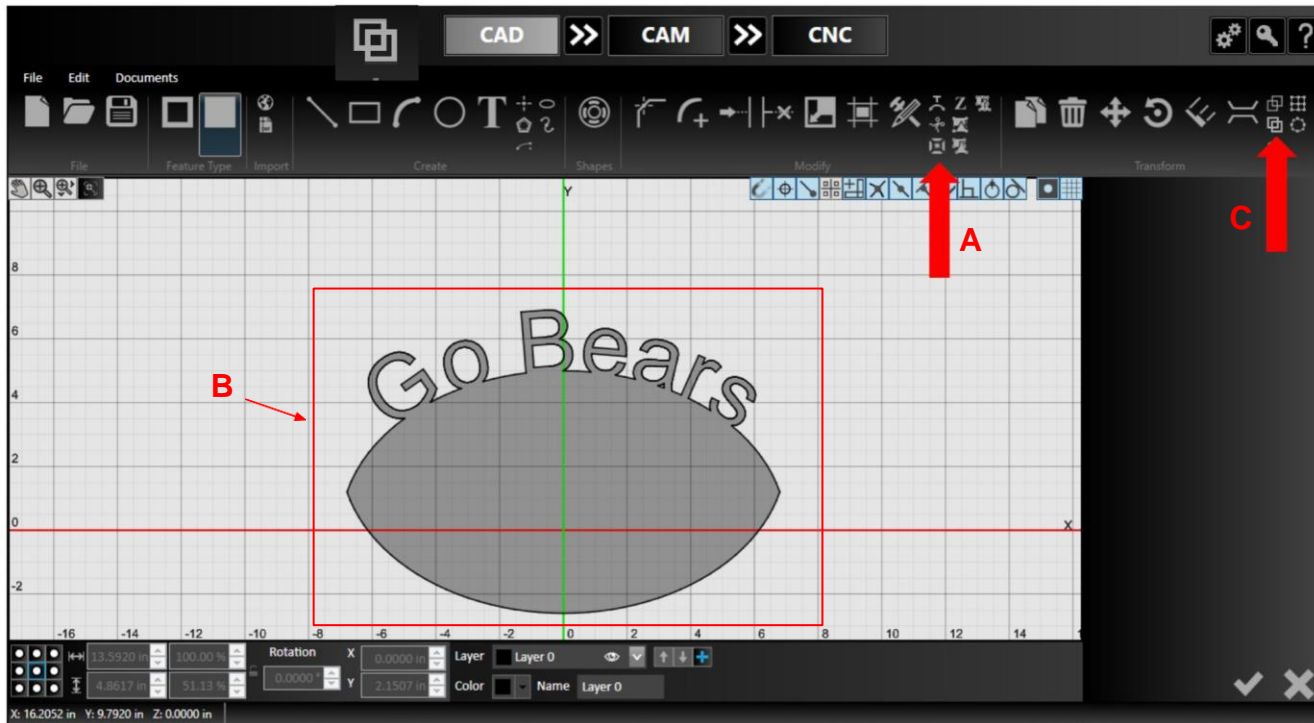 CAD >> CAM >> CNC ?
File Edit Documents
T Z
File Feature Type Import Create Shapes Modify Transform
Y
A
C
8
6
Go Bears
B
4
2
0
X
-2
-16 -14 -12 -10 -8 -6 -4 -2 0 2 4 6 8 10 12 14 1
13.5920 in 100.00 % Rotation X 0.0000 in Layer Layer 0
4.8617 in 51.13 % 0.0000 ° Y 2.1507 in Color Name Layer 0
X: 16.2052 in Y: 9.7920 in Z: 0.0000 in